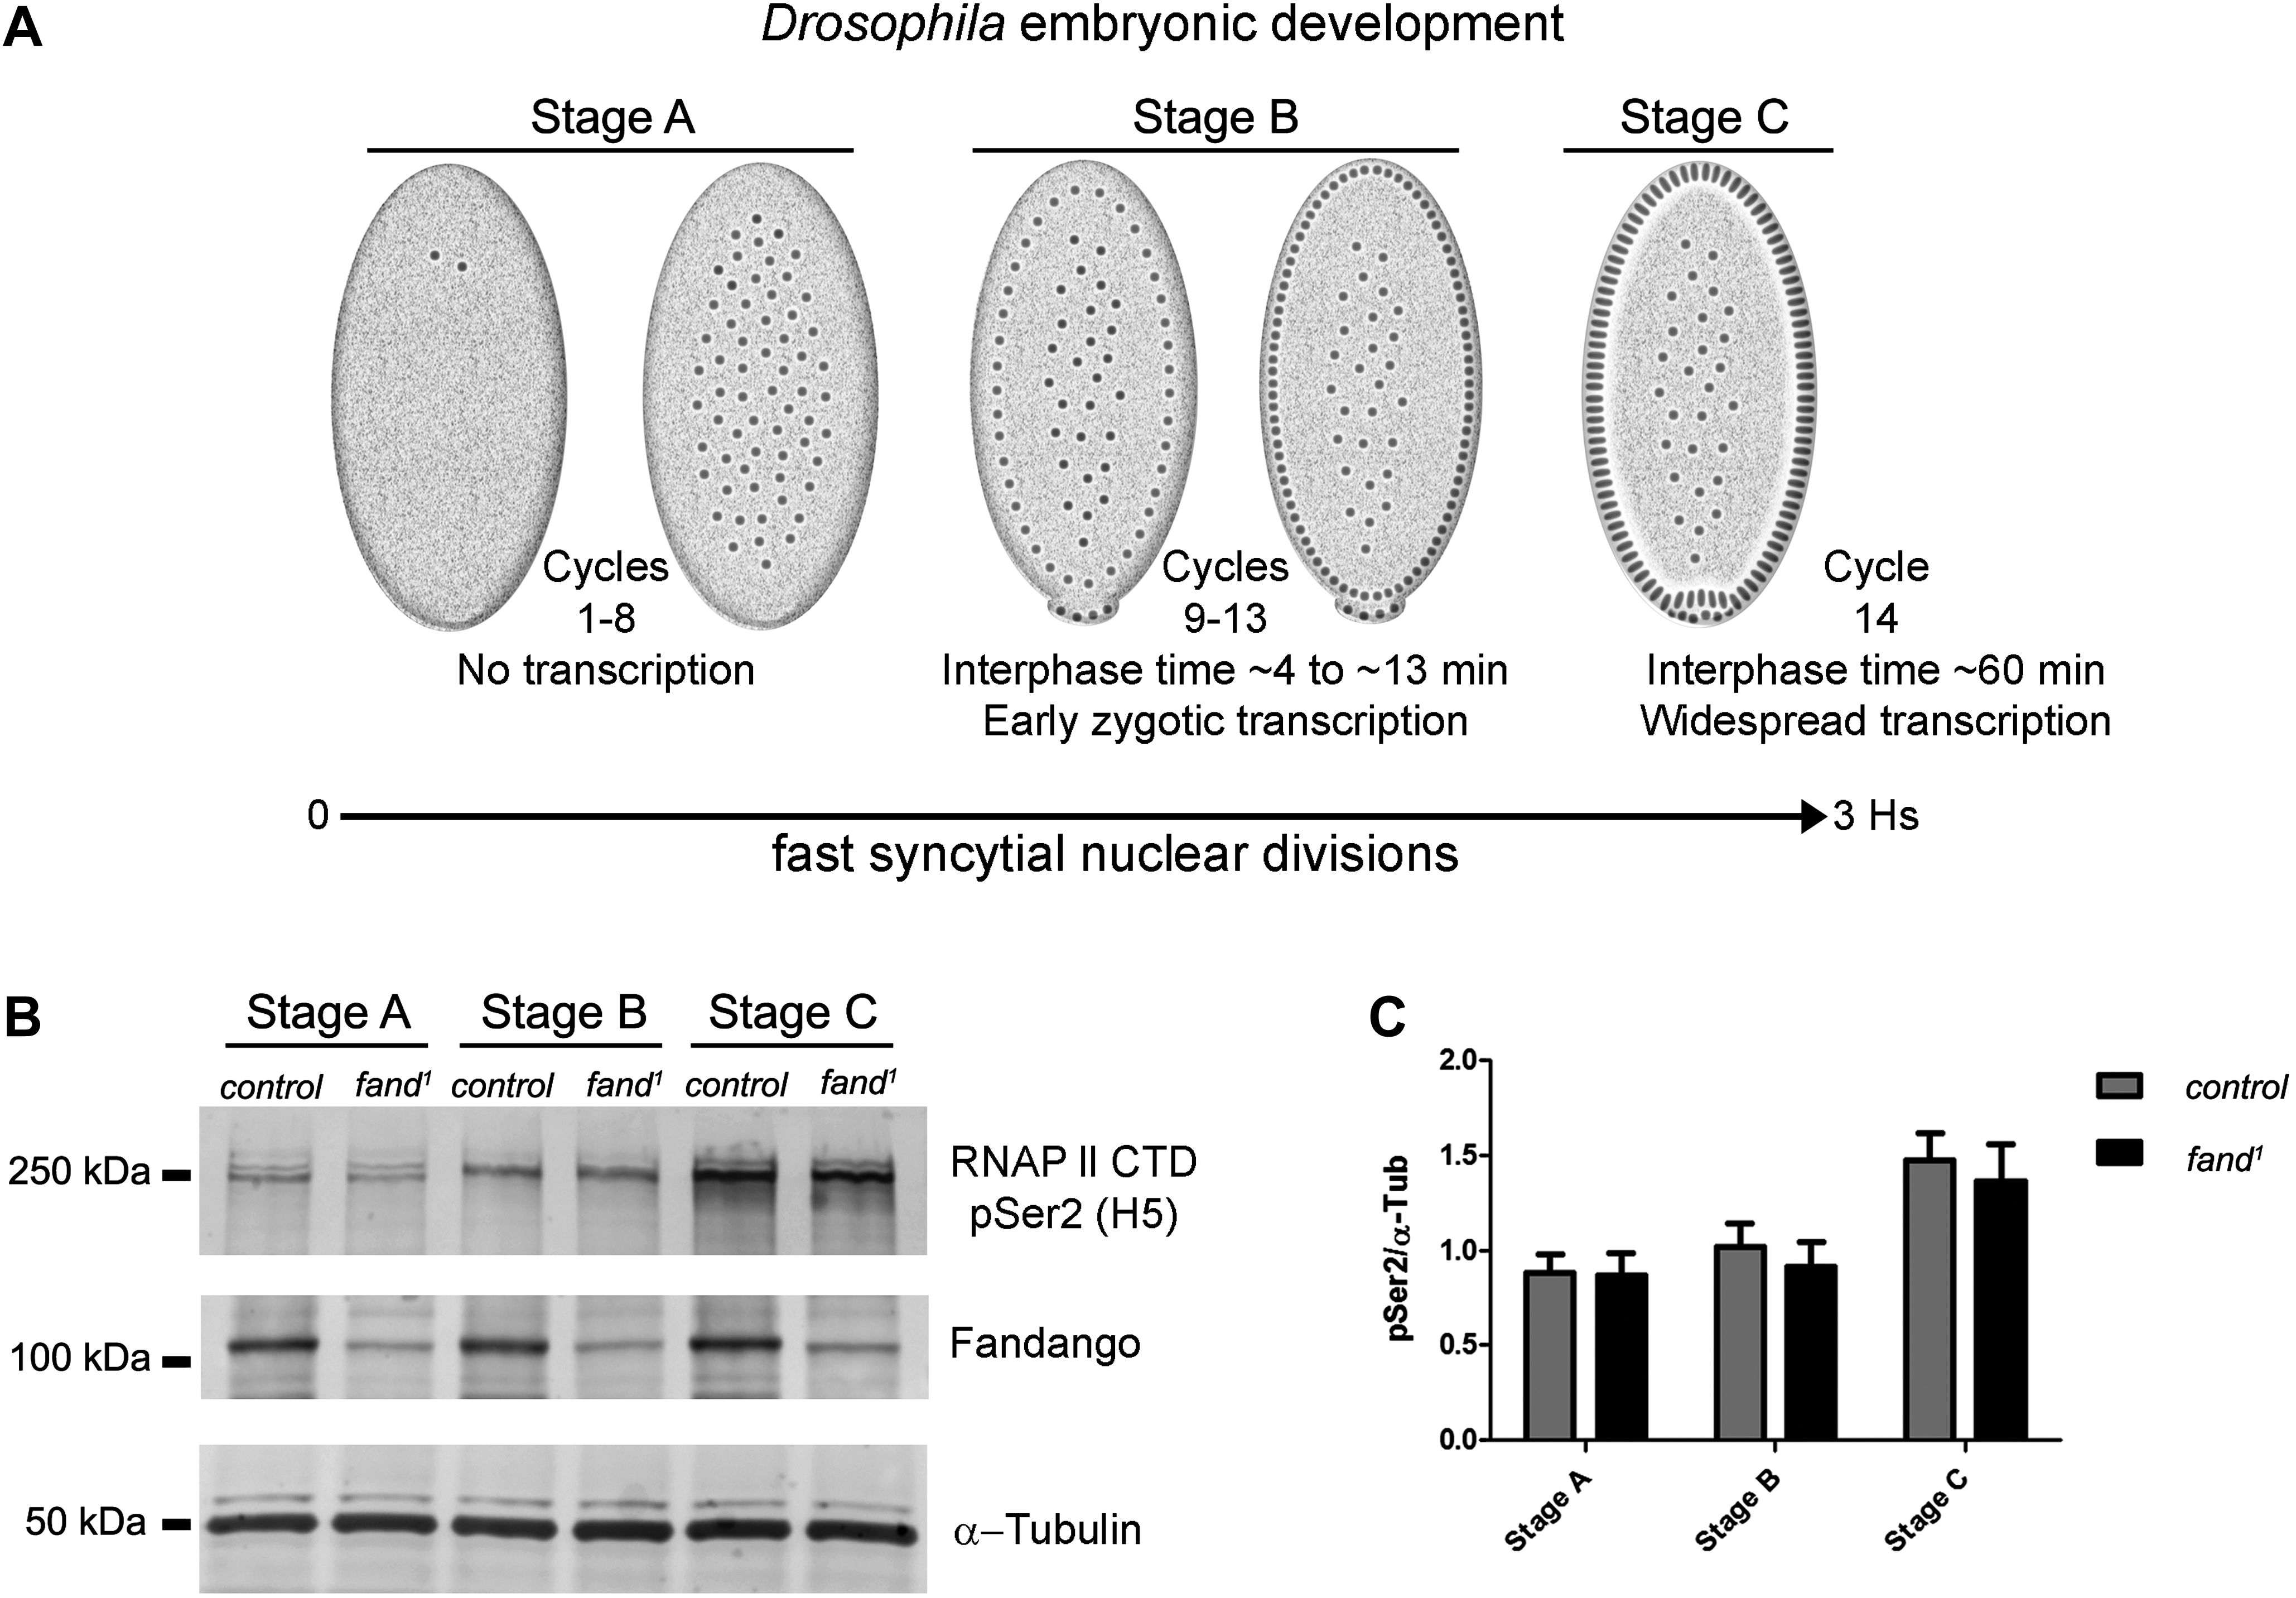 A
Drosophila embryonic development
Stage A
Stage B
Stage C
Cycles
1-8
No transcription
Cycles
9-13
Interphase time ~4 to ~13 min
Early zygotic transcription
Cycle
14
Interphase time ~60 min
Widespread transcription
0
3 Hs
fast syncytial nuclear divisions
B
Stage A
Stage B
Stage C
control fand¹ control fand¹ control fand¹
250 kDa
RNAP II CTD
pSer2 (H5)
100 kDa
Fandango
50 kDa
α–Tubulin
C
pSer2/α-Tub
2.0
1.5
1.0
0.5
0.0
Stage A
Stage B
Stage C
control
fand¹